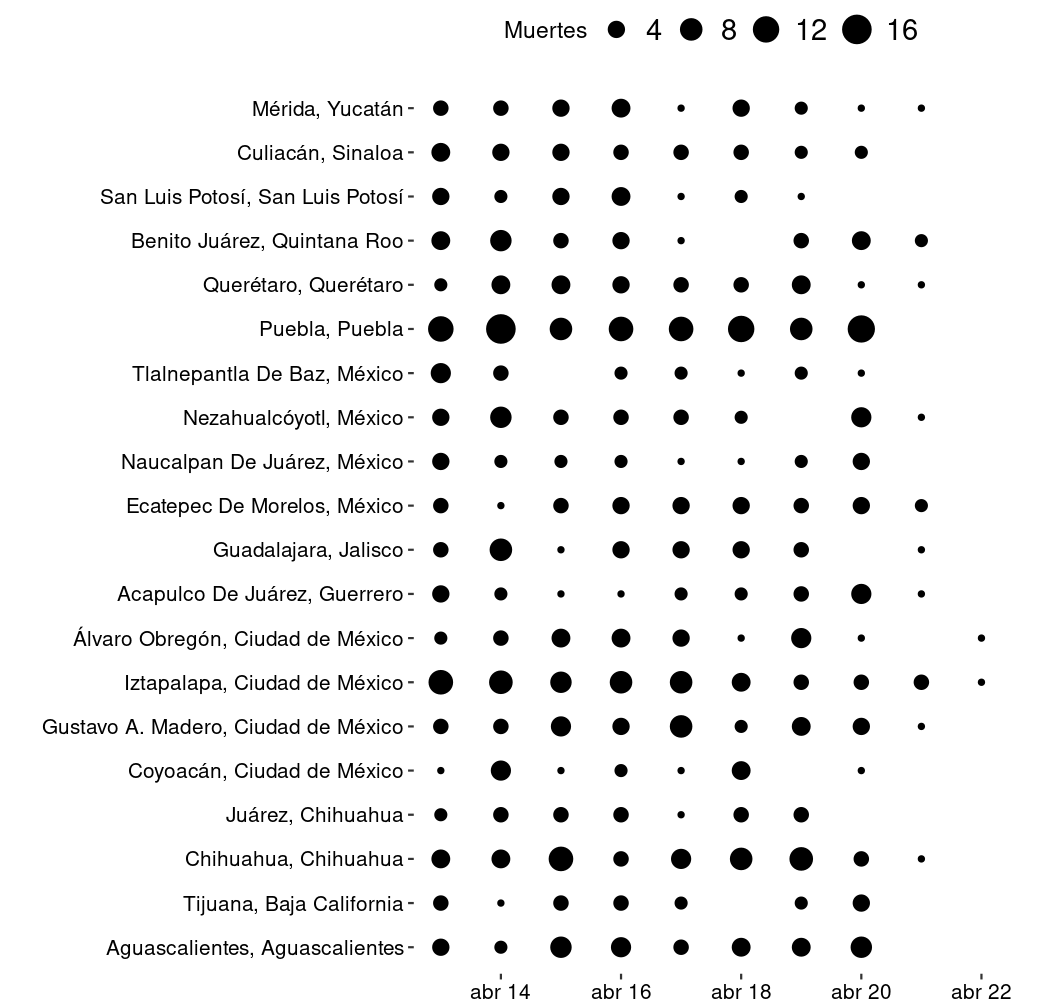 Muertes 4 8 12 16
Mérida, Yucatán
Culiacán, Sinaloa
San Luis Potosí, San Luis Potosí
Benito Juárez, Quintana Roo
Querétaro, Querétaro
Puebla, Puebla
Tlalnepantla De Baz, México
Nezahualcóyotl, México
Naucalpan De Juárez, México
Ecatepec De Morelos, México
Guadalajara, Jalisco
Acapulco De Juárez, Guerrero
Álvaro Obregón, Ciudad de México
Iztapalapa, Ciudad de México
Gustavo A. Madero, Ciudad de México
Coyoacán, Ciudad de México
Juárez, Chihuahua
Chihuahua, Chihuahua
Tijuana, Baja California
Aguascalientes, Aguascalientes
abr 14 abr 16 abr 18 abr 20 abr 22